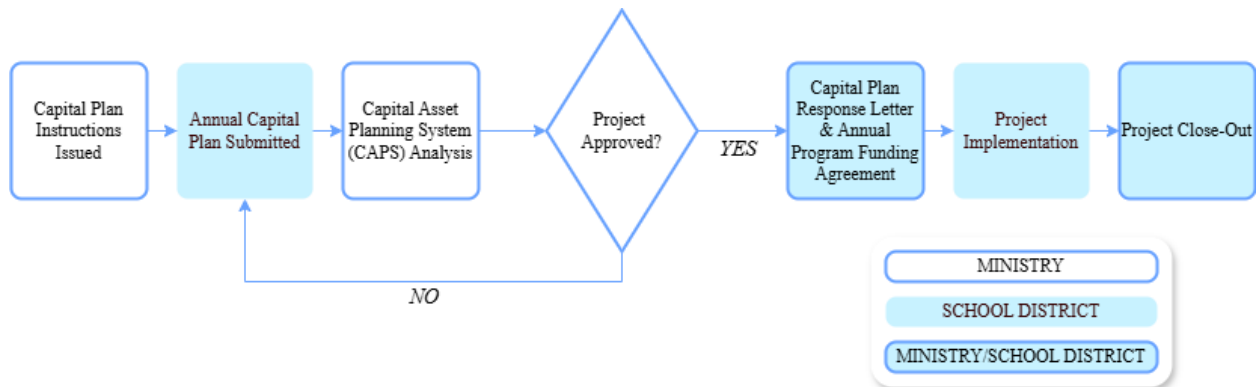 Capital Plan
Instructions
Issued
Annual Capital
Plan Submitted
Capital Asset
Planning System
(CAPS) Analysis
Project
Approved?
YES
NO
Capital Plan
Response Letter
& Annual
Program Funding
Agreement
Project
Implementation
Project Close-Out
MINISTRY
SCHOOL DISTRICT
MINISTRY/SCHOOL DISTRICT